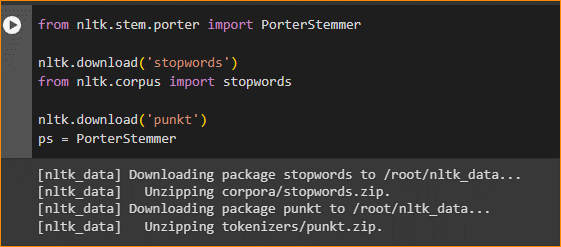 from nltk.stem.porter import PorterStemmer
nltk.download('stopwords')
from nltk.corpus import stopwords
nltk.download('punkt')
ps = PorterStemmer
[nltk_data] Downloading package stopwords to /root/nltk_data...
[nltk_data]   Unzipping corpora/stopwords.zip.
[nltk_data] Downloading package punkt to /root/nltk_data...
[nltk_data]   Unzipping tokenizers/punkt.zip.